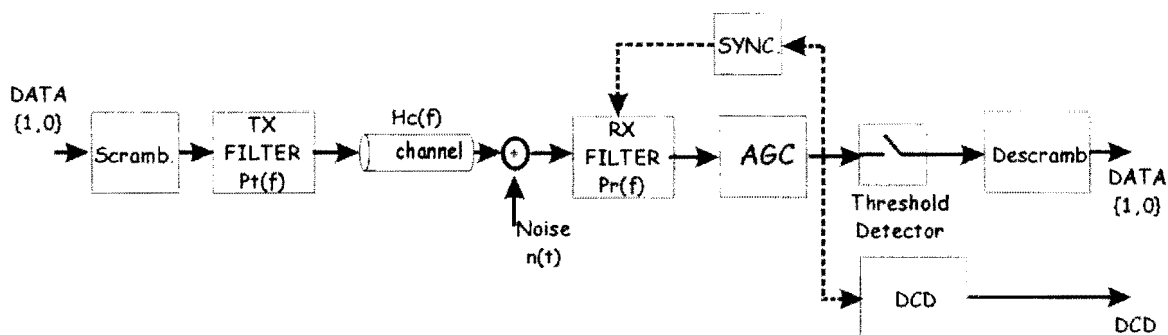 SYNC.
DATA
{1,0}
Scramb.
TX
FILTER
Pt(f)
Hc(f)
channel
+
Noise
n(t)
RX
FILTER
Pr(f)
AGC
Threshold
Detector
Descramb
DATA
{1,0}
DCD
DCD